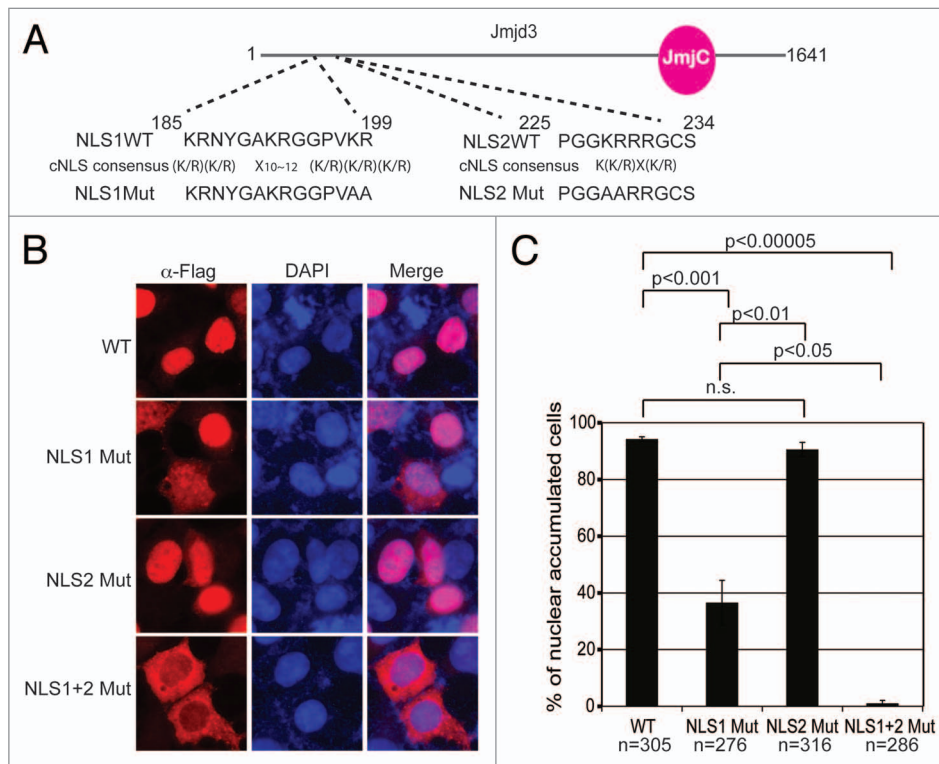 A
Jmjd3
1
JmjC
1641
185
199
225
234
NLS1WT KRNYGAKRGGPVKR
NLS2WT PGGKRRRGCS
cNLS consensus (K/R)(K/R) X10~12 (K/R)(K/R)(K/R)
cNLS consensus K(K/R)X(K/R)
NLS1Mut KRNYGAKRGGPVAA
NLS2 Mut PGGAARRGCS
B
α-Flag DAPI Merge
WT
NLS1 Mut
NLS2 Mut
NLS1+2 Mut
C
p<0.00005
p<0.001
p<0.01
p<0.05
n.s.
% of nuclear accumulated cells
100
80
60
40
20
0
WT NLS1 Mut NLS2 Mut NLS1+2 Mut
n=305 n=276 n=316 n=286